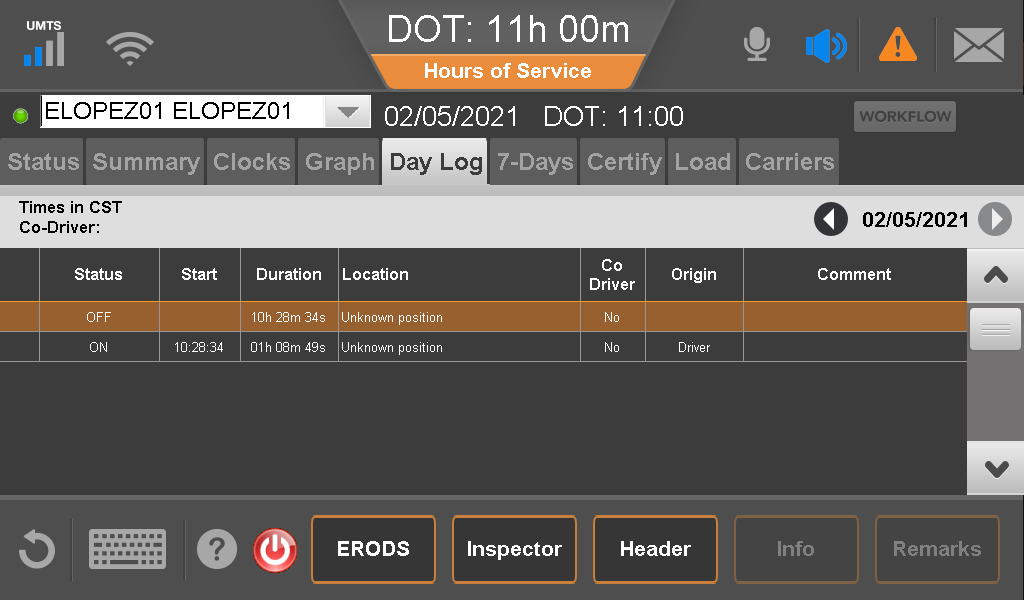 UMTS
DOT: 11h 00m
Hours of Service
ELOPEZ01 ELOPEZ01
02/05/2021 DOT: 11:00
WORKFLOW
Status Summary Clocks Graph Day Log 7-Days Certify Load Carriers
Times in CST
Co-Driver:
02/05/2021
Status Start Duration Location Co Driver Origin Comment
OFF 10h 28m 34s Unknown position No
ON 10:28:34 01h 08m 49s Unknown position No Driver
? ERODS Inspector Header Info Remarks